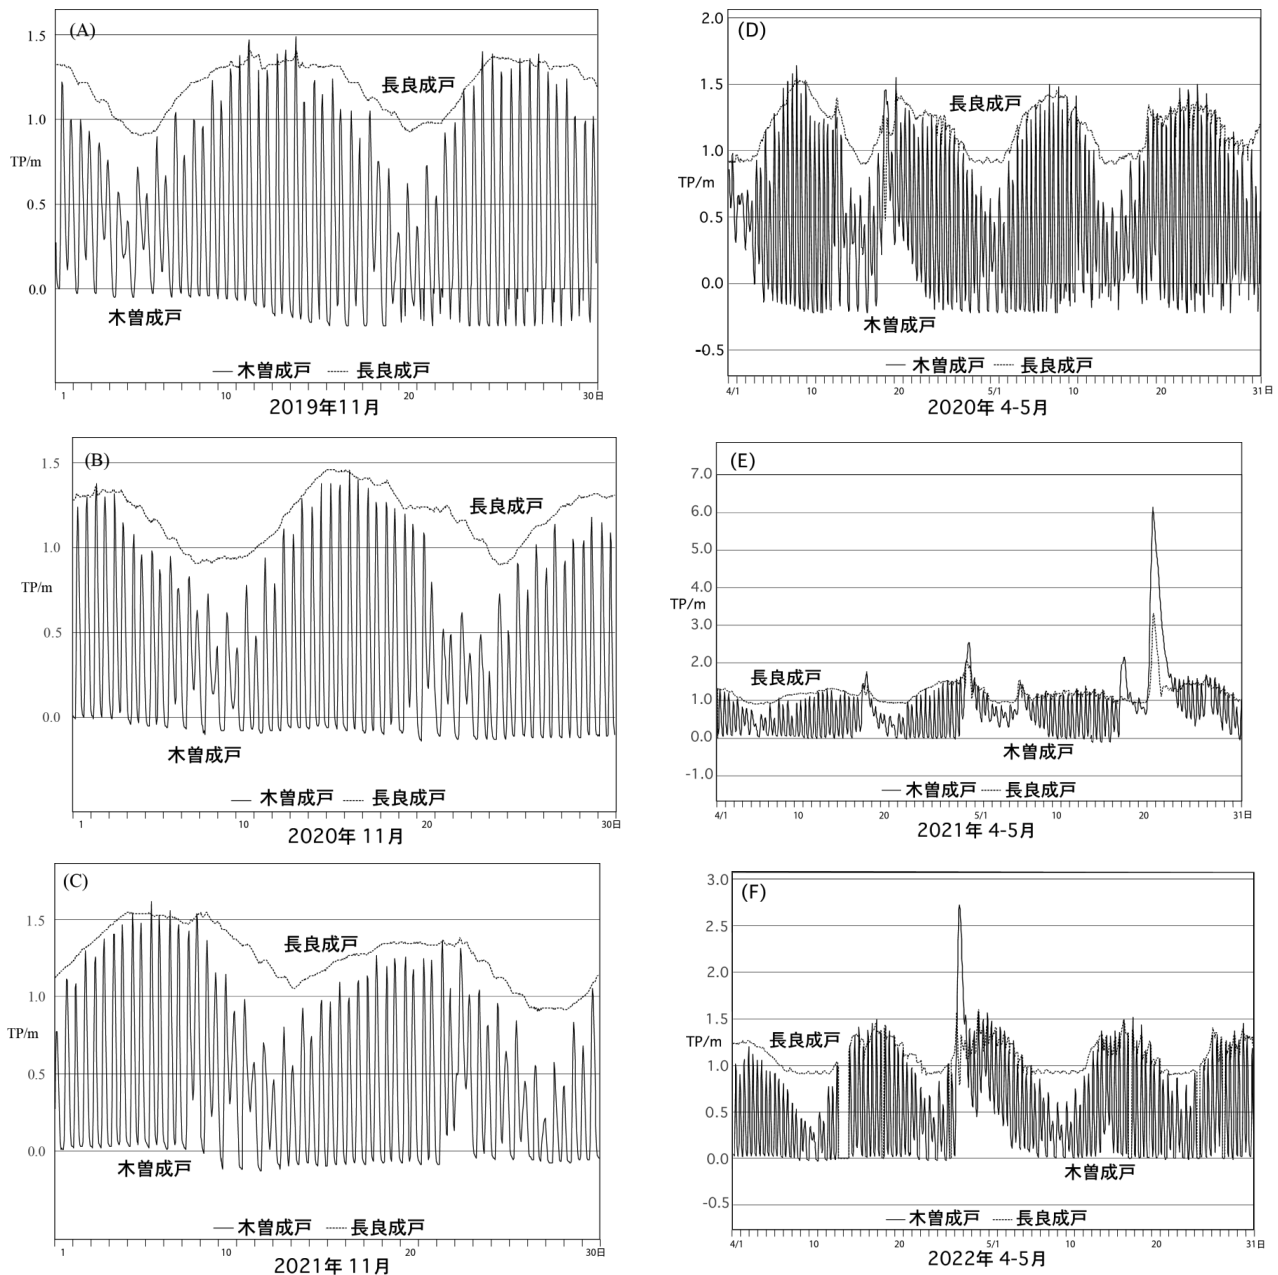 (A)
1.5
1.0
TP/m
0.5
0.0
長良成戸
木曽成戸
木曽成戸 長良成戸
1 10 20 30日
2019年11月
(B)
1.5
1.0
TP/m
0.5
0.0
長良成戸
木曽成戸
木曽成戸 長良成戸
1 10 20 30日
2020年 11月
(C)
1.5
1.0
TP/m
0.5
0.0
長良成戸
木曽成戸
木曽成戸 長良成戸
1 10 20 30日
2021年 11月
(D)
2.0
1.5
1.0
TP/m
0.5
0.0
-0.5
長良成戸
木曽成戸
木曽成戸 長良成戸
4/1 10 20 5/1 10 20 31日
2020年 4-5月
(E)
7.0
6.0
5.0
4.0
TP/m
3.0
2.0
1.0
0.0
-1.0
長良成戸
木曽成戸
木曽成戸 長良成戸
4/1 10 20 5/1 10 20 31日
2021年 4-5月
(F)
3.0
2.5
2.0
1.5
TP/m
1.0
0.5
0.0
-0.5
長良成戸
木曽成戸
木曽成戸 長良成戸
4/1 10 20 5/1 10 20 31日
2022年 4-5月